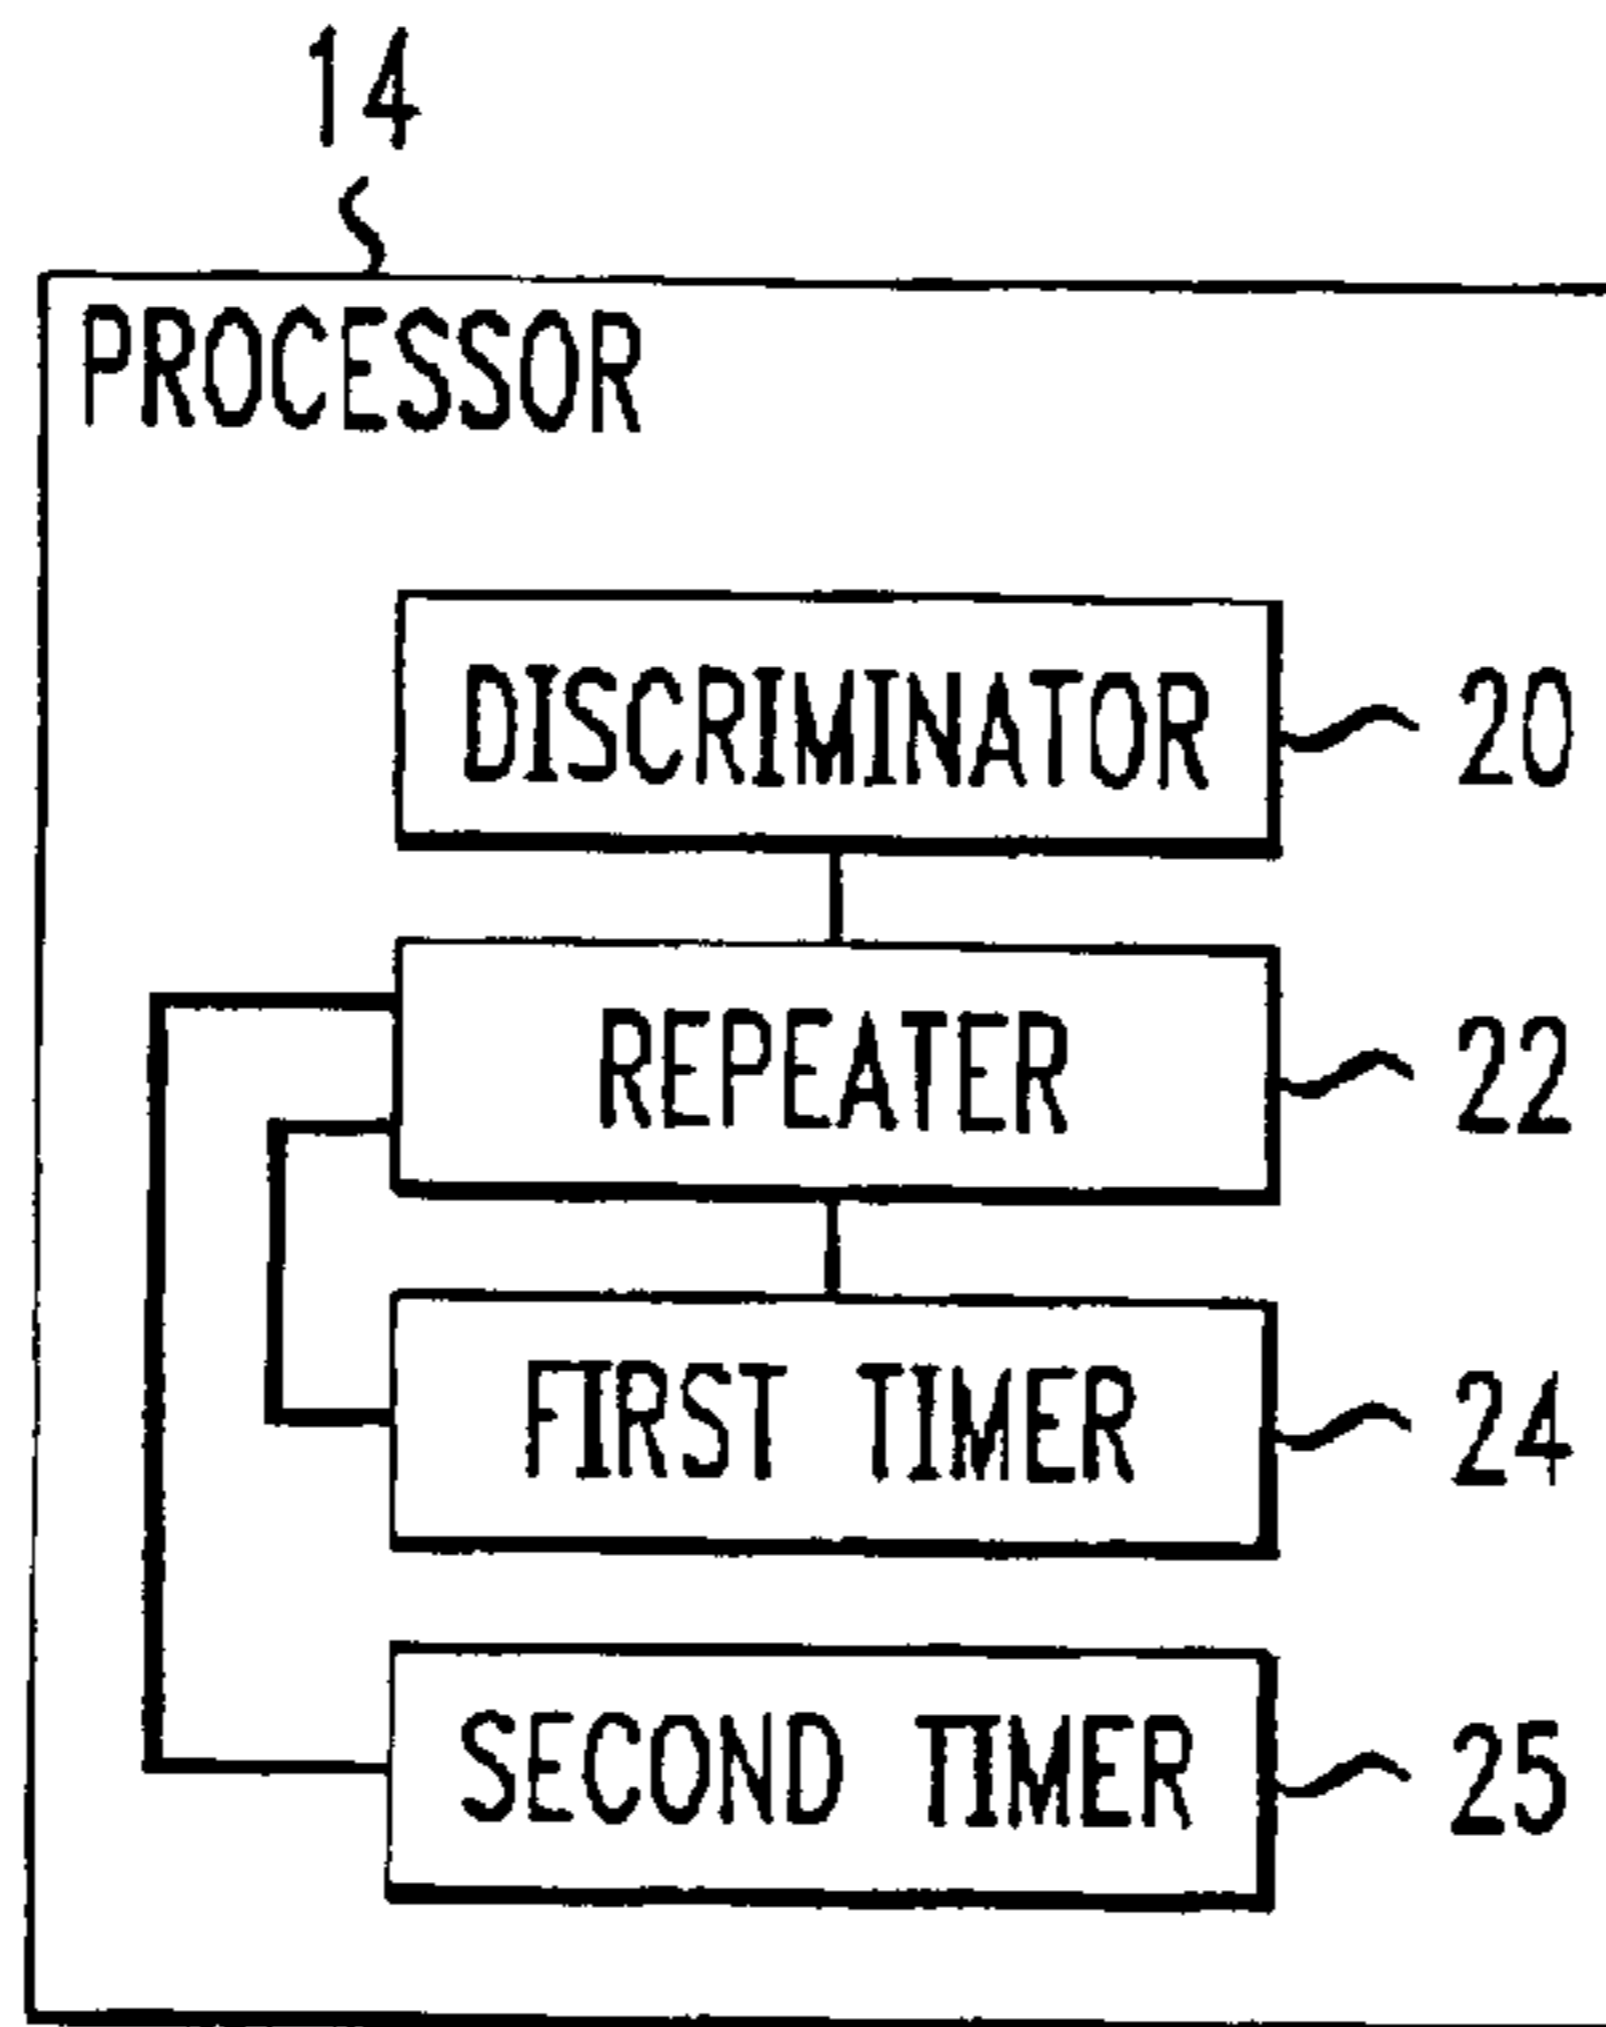 14
PROCESSOR
DISCRIMINATOR 20
REPEATER 22
FIRST TIMER 24
SECOND TIMER 25